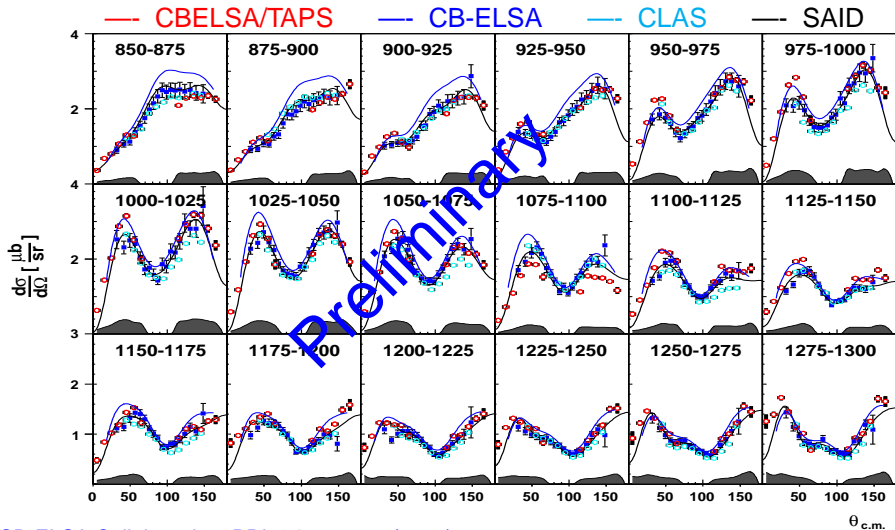 —- CBELSA/TAPS —- CB-ELSA —- CLAS —- SAID
850-875 875-900 900-925 925-950 950-975 975-1000
4
2
1000-1025 1025-1050 1050-1075 1075-1100 1100-1125 1125-1150
4
2
dσ/dΩ [μb/sr]
Preliminary
1150-1175 1175-1200 1200-1225 1225-1250 1250-1275 1275-1300
3
2
1
0 50 100 150 50 100 150 50 100 150 50 100 150 50 100 150 50 100 150
θc.m.